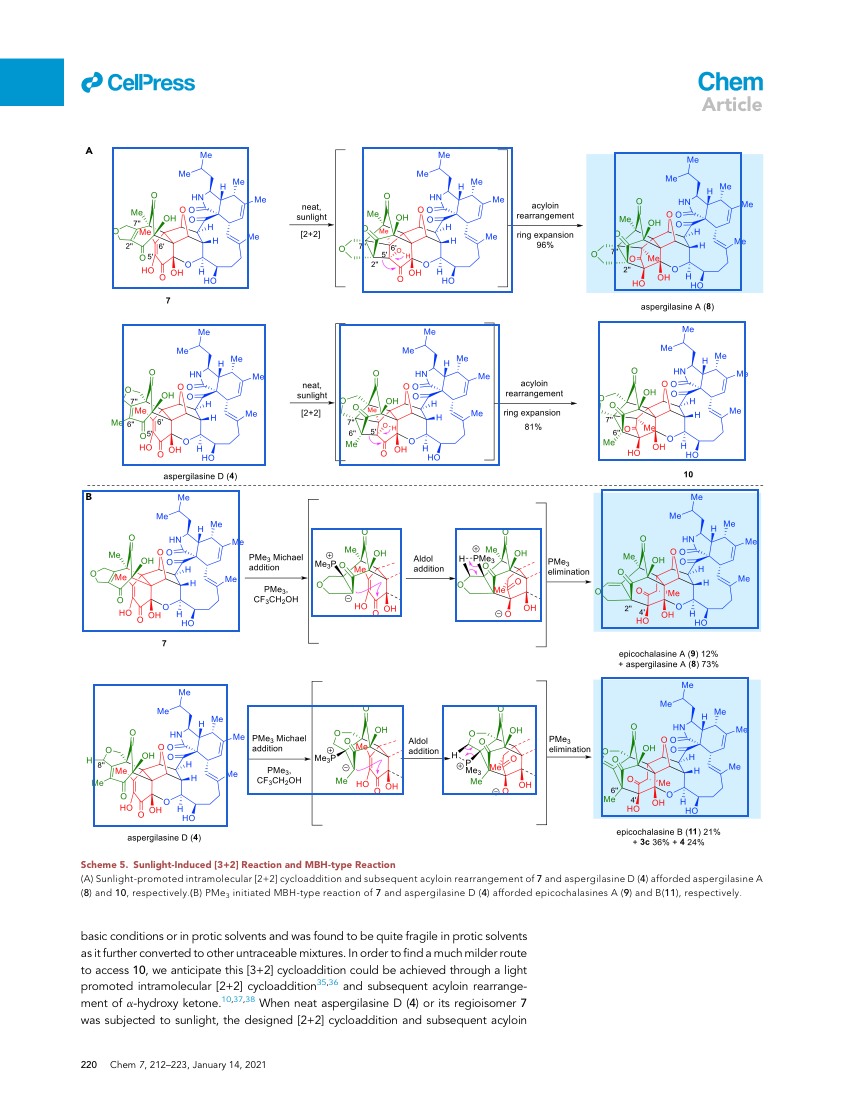 CellPress
Chem
Article
A
neat,
sunlight
[2+2]
acyloin
rearrangement
ring expansion
96%
7
aspergilasine A (8)
neat,
sunlight
[2+2]
acyloin
rearrangement
ring expansion
81%
aspergilasine D (4)
10
B
PMe3 Michael
addition
PMe3,
CF3CH2OH
Aldol
addition
PMe3
elimination
7
epicochalasine A (9) 12%
+ aspergilasine A (8) 73%
PMe3 Michael
addition
PMe3,
CF3CH2OH
Aldol
addition
PMe3
elimination
aspergilasine D (4)
epicochalasine B (11) 21%
+ 3c 36% + 4 24%
Scheme 5. Sunlight-Induced [3+2] Reaction and MBH-type Reaction
(A) Sunlight-promoted intramolecular [2+2] cycloaddition and subsequent acyloin rearrangement of 7 and aspergilasine D (4) afforded aspergilasine A
(8) and 10, respectively.(B) PMe3 initiated MBH-type reaction of 7 and aspergilasine D (4) afforded epicochalasines A (9) and B(11), respectively.
basic conditions or in protic solvents and was found to be quite fragile in protic solvents
as it further converted to other untraceable mixtures. In order to find a much milder route
to access 10, we anticipate this [3+2] cycloaddition could be achieved through a light
promoted intramolecular [2+2] cycloaddition35,36 and subsequent acyloin rearrange-
ment of α-hydroxy ketone.10,37,38 When neat aspergilasine D (4) or its regioisomer 7
was subjected to sunlight, the designed [2+2] cycloaddition and subsequent acyloin
220 Chem 7, 212–223, January 14, 2021